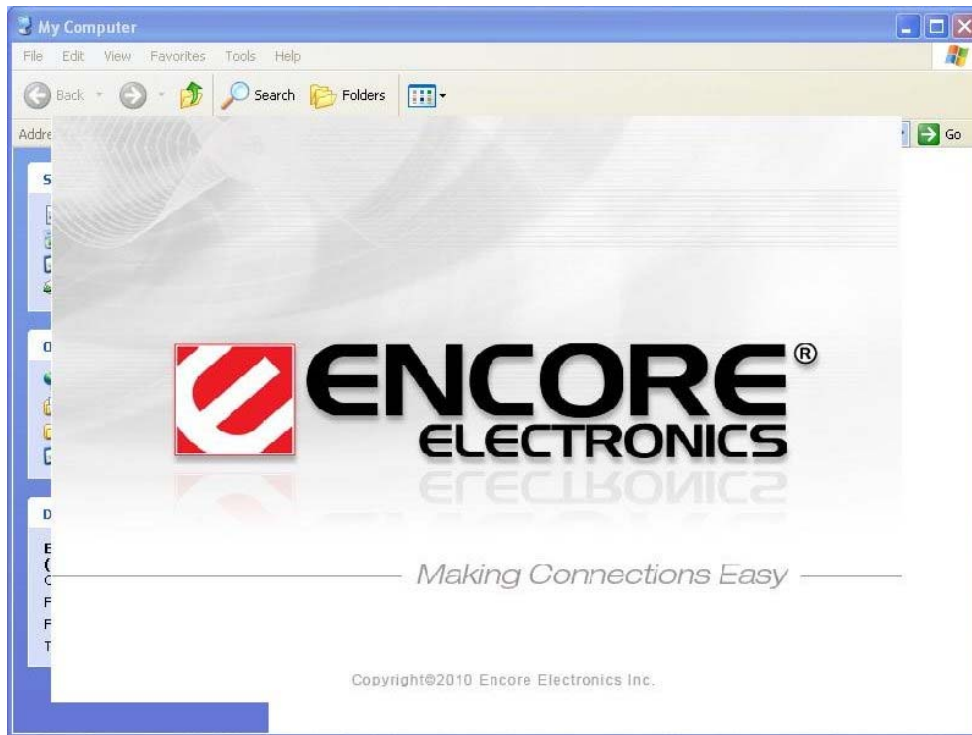 My Computer
File Edit View Favorites Tools Help
Back Search Folders
Addre Go
S
O
D
ENCORE®
ELECTRONICS
Making Connections Easy
Copyright©2010 Encore Electronics Inc.